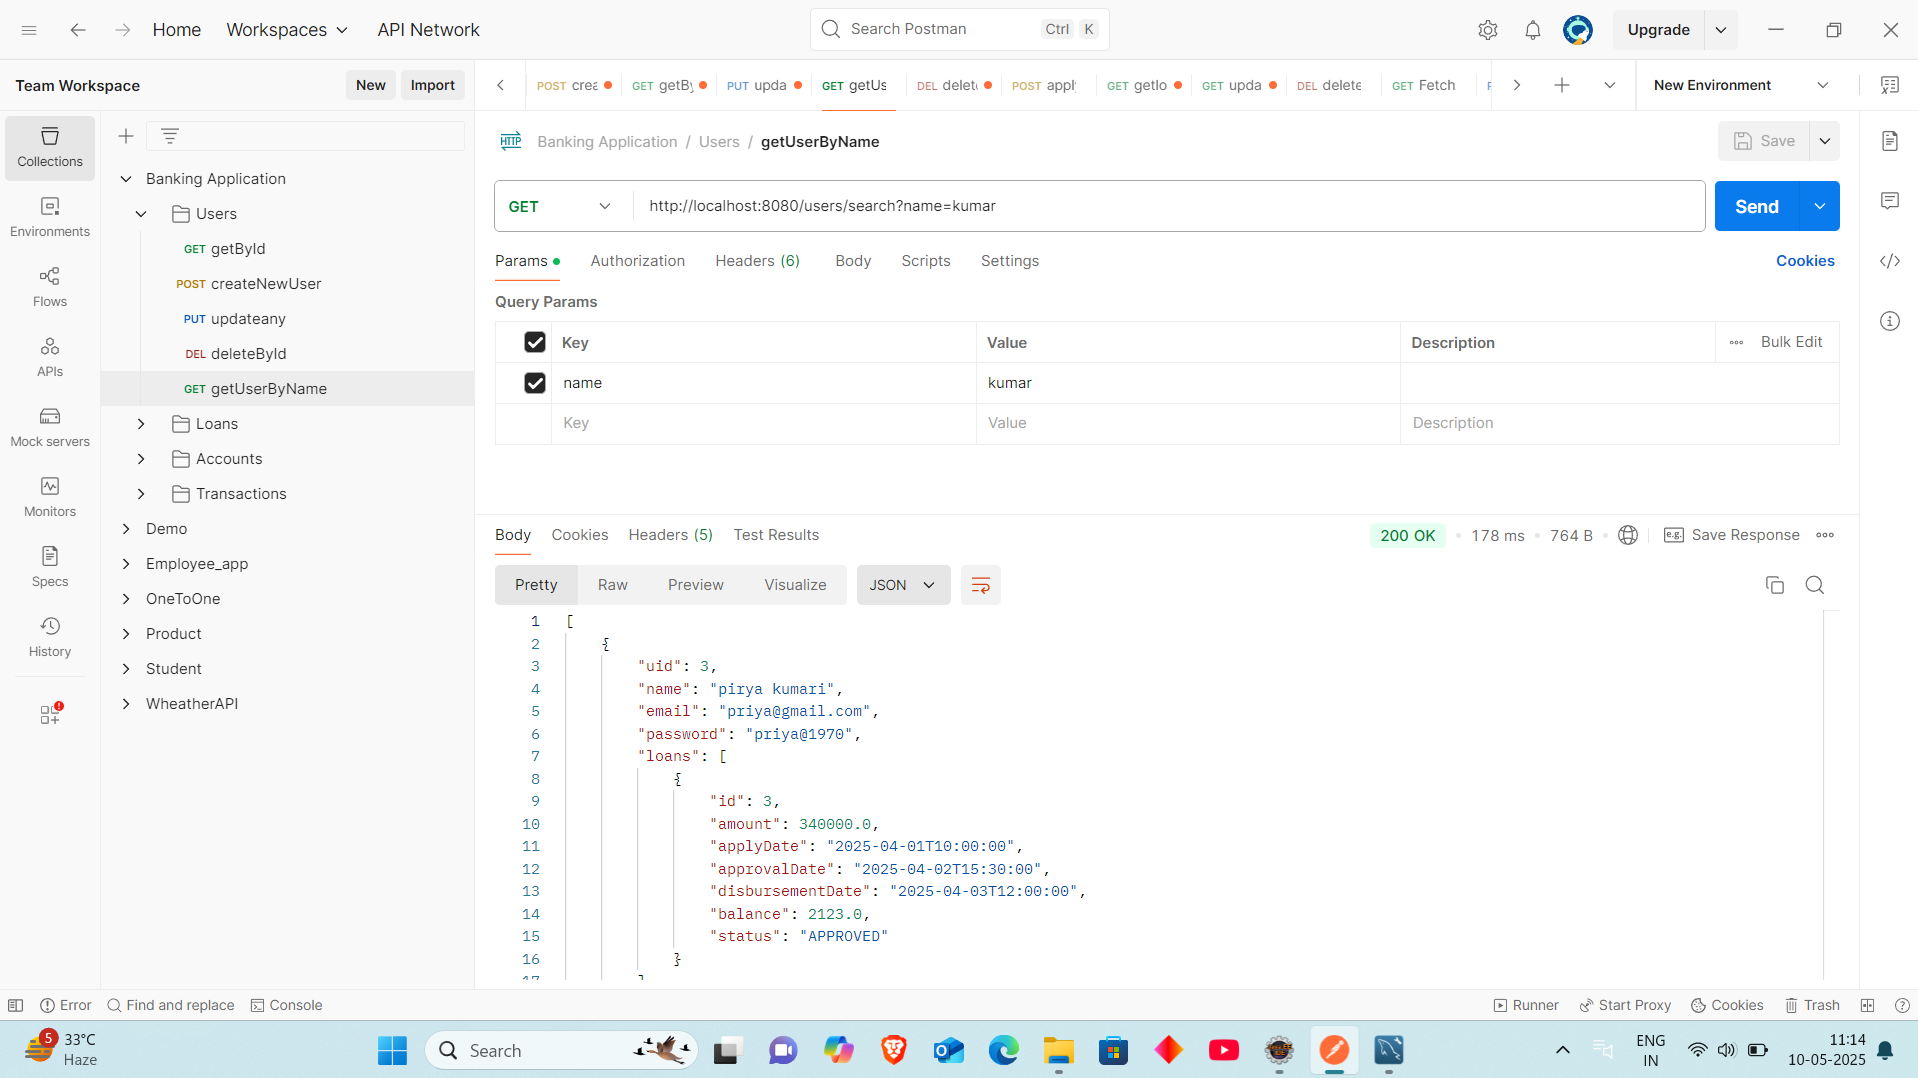 Home
Workspaces
API Network
Search Postman
Ctrl
K
Upgrade
Team Workspace
New
Import
POST crea
GET getBy
PUT upda
GET getUs
DEL delet
POST appl
GET getlo
GET upda
DEL delete
GET Fetch
New Environment
Collections
Environments
Flows
APIs
Mock servers
Monitors
Specs
History
Banking Application
Users
GET getById
POST createNewUser
PUT updateany
DEL deleteById
GET getUserByName
Loans
Accounts
Transactions
Demo
Employee_app
OneToOne
Product
Student
WheatherAPI
HTTP
Banking Application / Users / getUserByName
Save
GET
http://localhost:8080/users/search?name=kumar
Send
Params
Authorization
Headers (6)
Body
Scripts
Settings
Cookies
Query Params
Key
Value
Description
Bulk Edit
name
kumar
Key
Value
Description
Body
Cookies
Headers (5)
Test Results
200 OK
178 ms
764 B
e.g.
Save Response
Pretty
Raw
Preview
Visualize
JSON
1 [
2 {
3 "uid": 3,
4 "name": "pirya kumari",
5 "email": "priya@gmail.com",
6 "password": "priya@1970",
7 "loans": [
8 {
9 "id": 3,
10 "amount": 340000.0,
11 "applyDate": "2025-04-01T10:00:00",
12 "approvalDate": "2025-04-02T15:30:00",
13 "disbursementDate": "2025-04-03T12:00:00",
14 "balance": 2123.0,
15 "status": "APPROVED"
16 }
17 ]
Error
Find and replace
Console
Runner
Start Proxy
Cookies
Trash
5
33°C
Haze
Search
ENG
IN
11:14
10-05-2025